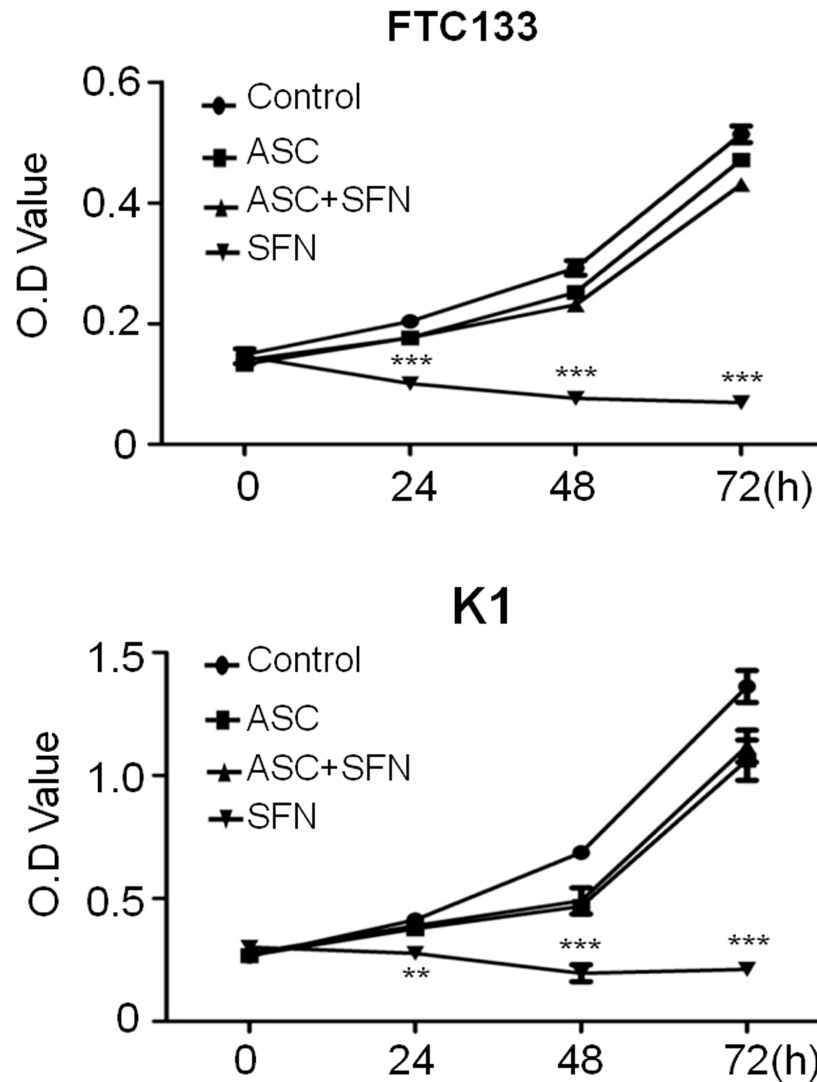 FTC133
O.D Value
0.6
0.4
0.2
0
Control
ASC
ASC+SFN
SFN
***
***
***
0 24 48 72(h)
K1
O.D Value
1.5
1.0
0.5
0
Control
ASC
ASC+SFN
SFN
**
***
***
0 24 48 72(h)